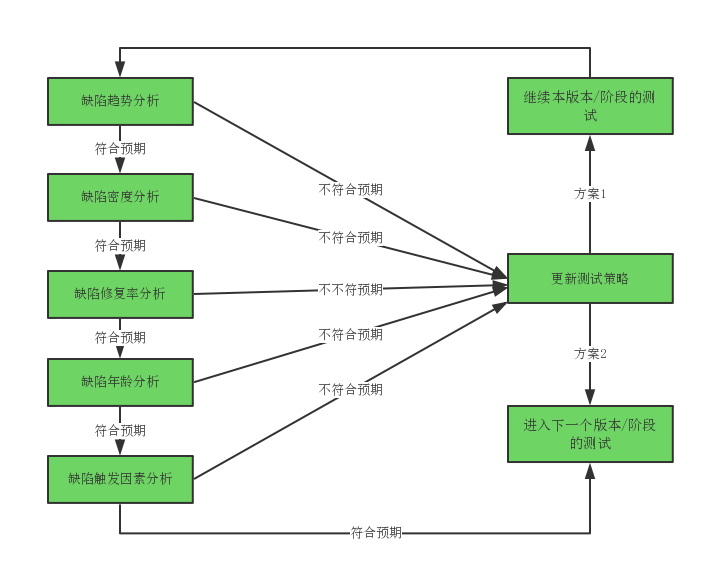 缺陷趋势分析
继续本版本/阶段的测
试
符合预期
不符合预期
缺陷密度分析
方案1
不符合预期
符合预期
缺陷修复率分析
不不符预期
更新测试策略
符合预期
不符合预期
方案2
缺陷年龄分析
不符合预期
符合预期
进入下一个版本/阶段
的测试
缺陷触发因素分析
符合预期